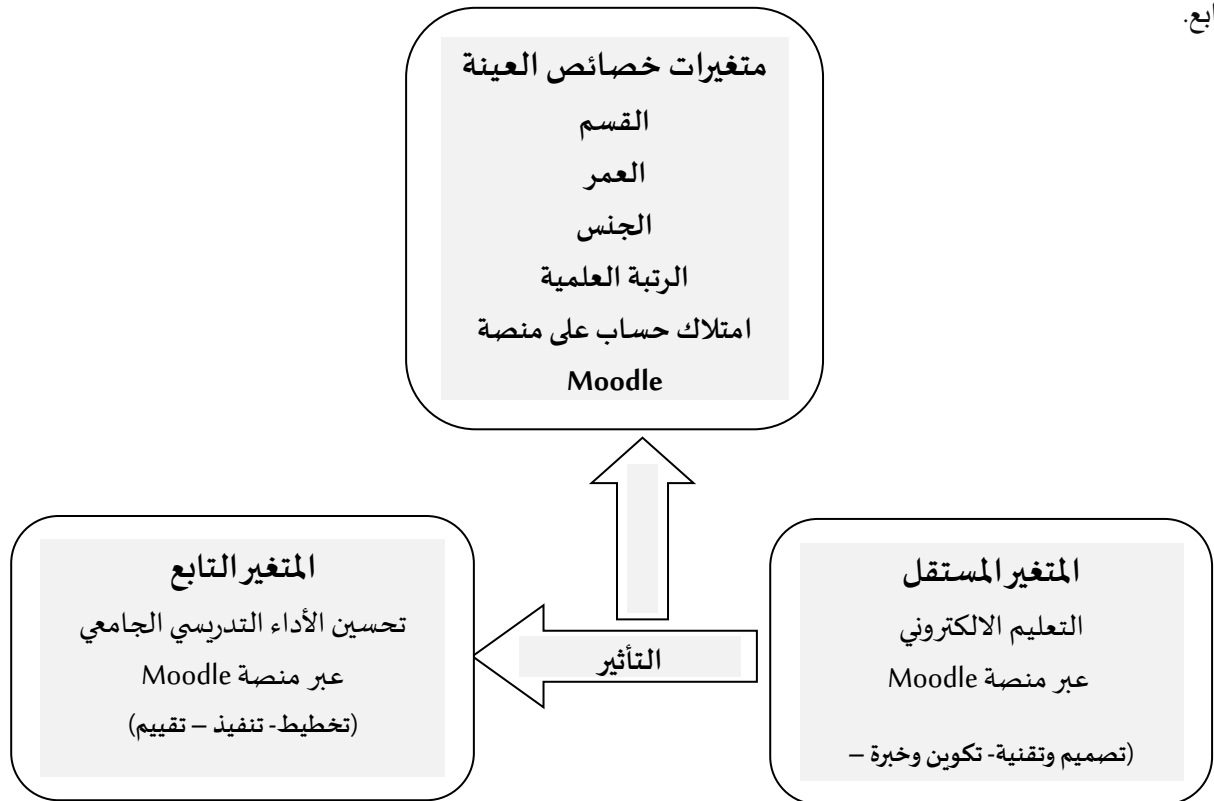 ابع.
متغيرات خصائص العينة
القسم
العمر
الجنس
الرتبة العلمية
امتلاك حساب على منصة
Moodle
المتغير المستقل
التعليم الالكتروني
عبر منصة Moodle
(تصميم وتقنية- تكوين وخبرة –
التأثير
المتغير التابع
تحسين الأداء التدريسي الجامعي
عبر منصة Moodle
(تخطيط- تنفيذ – تقييم)